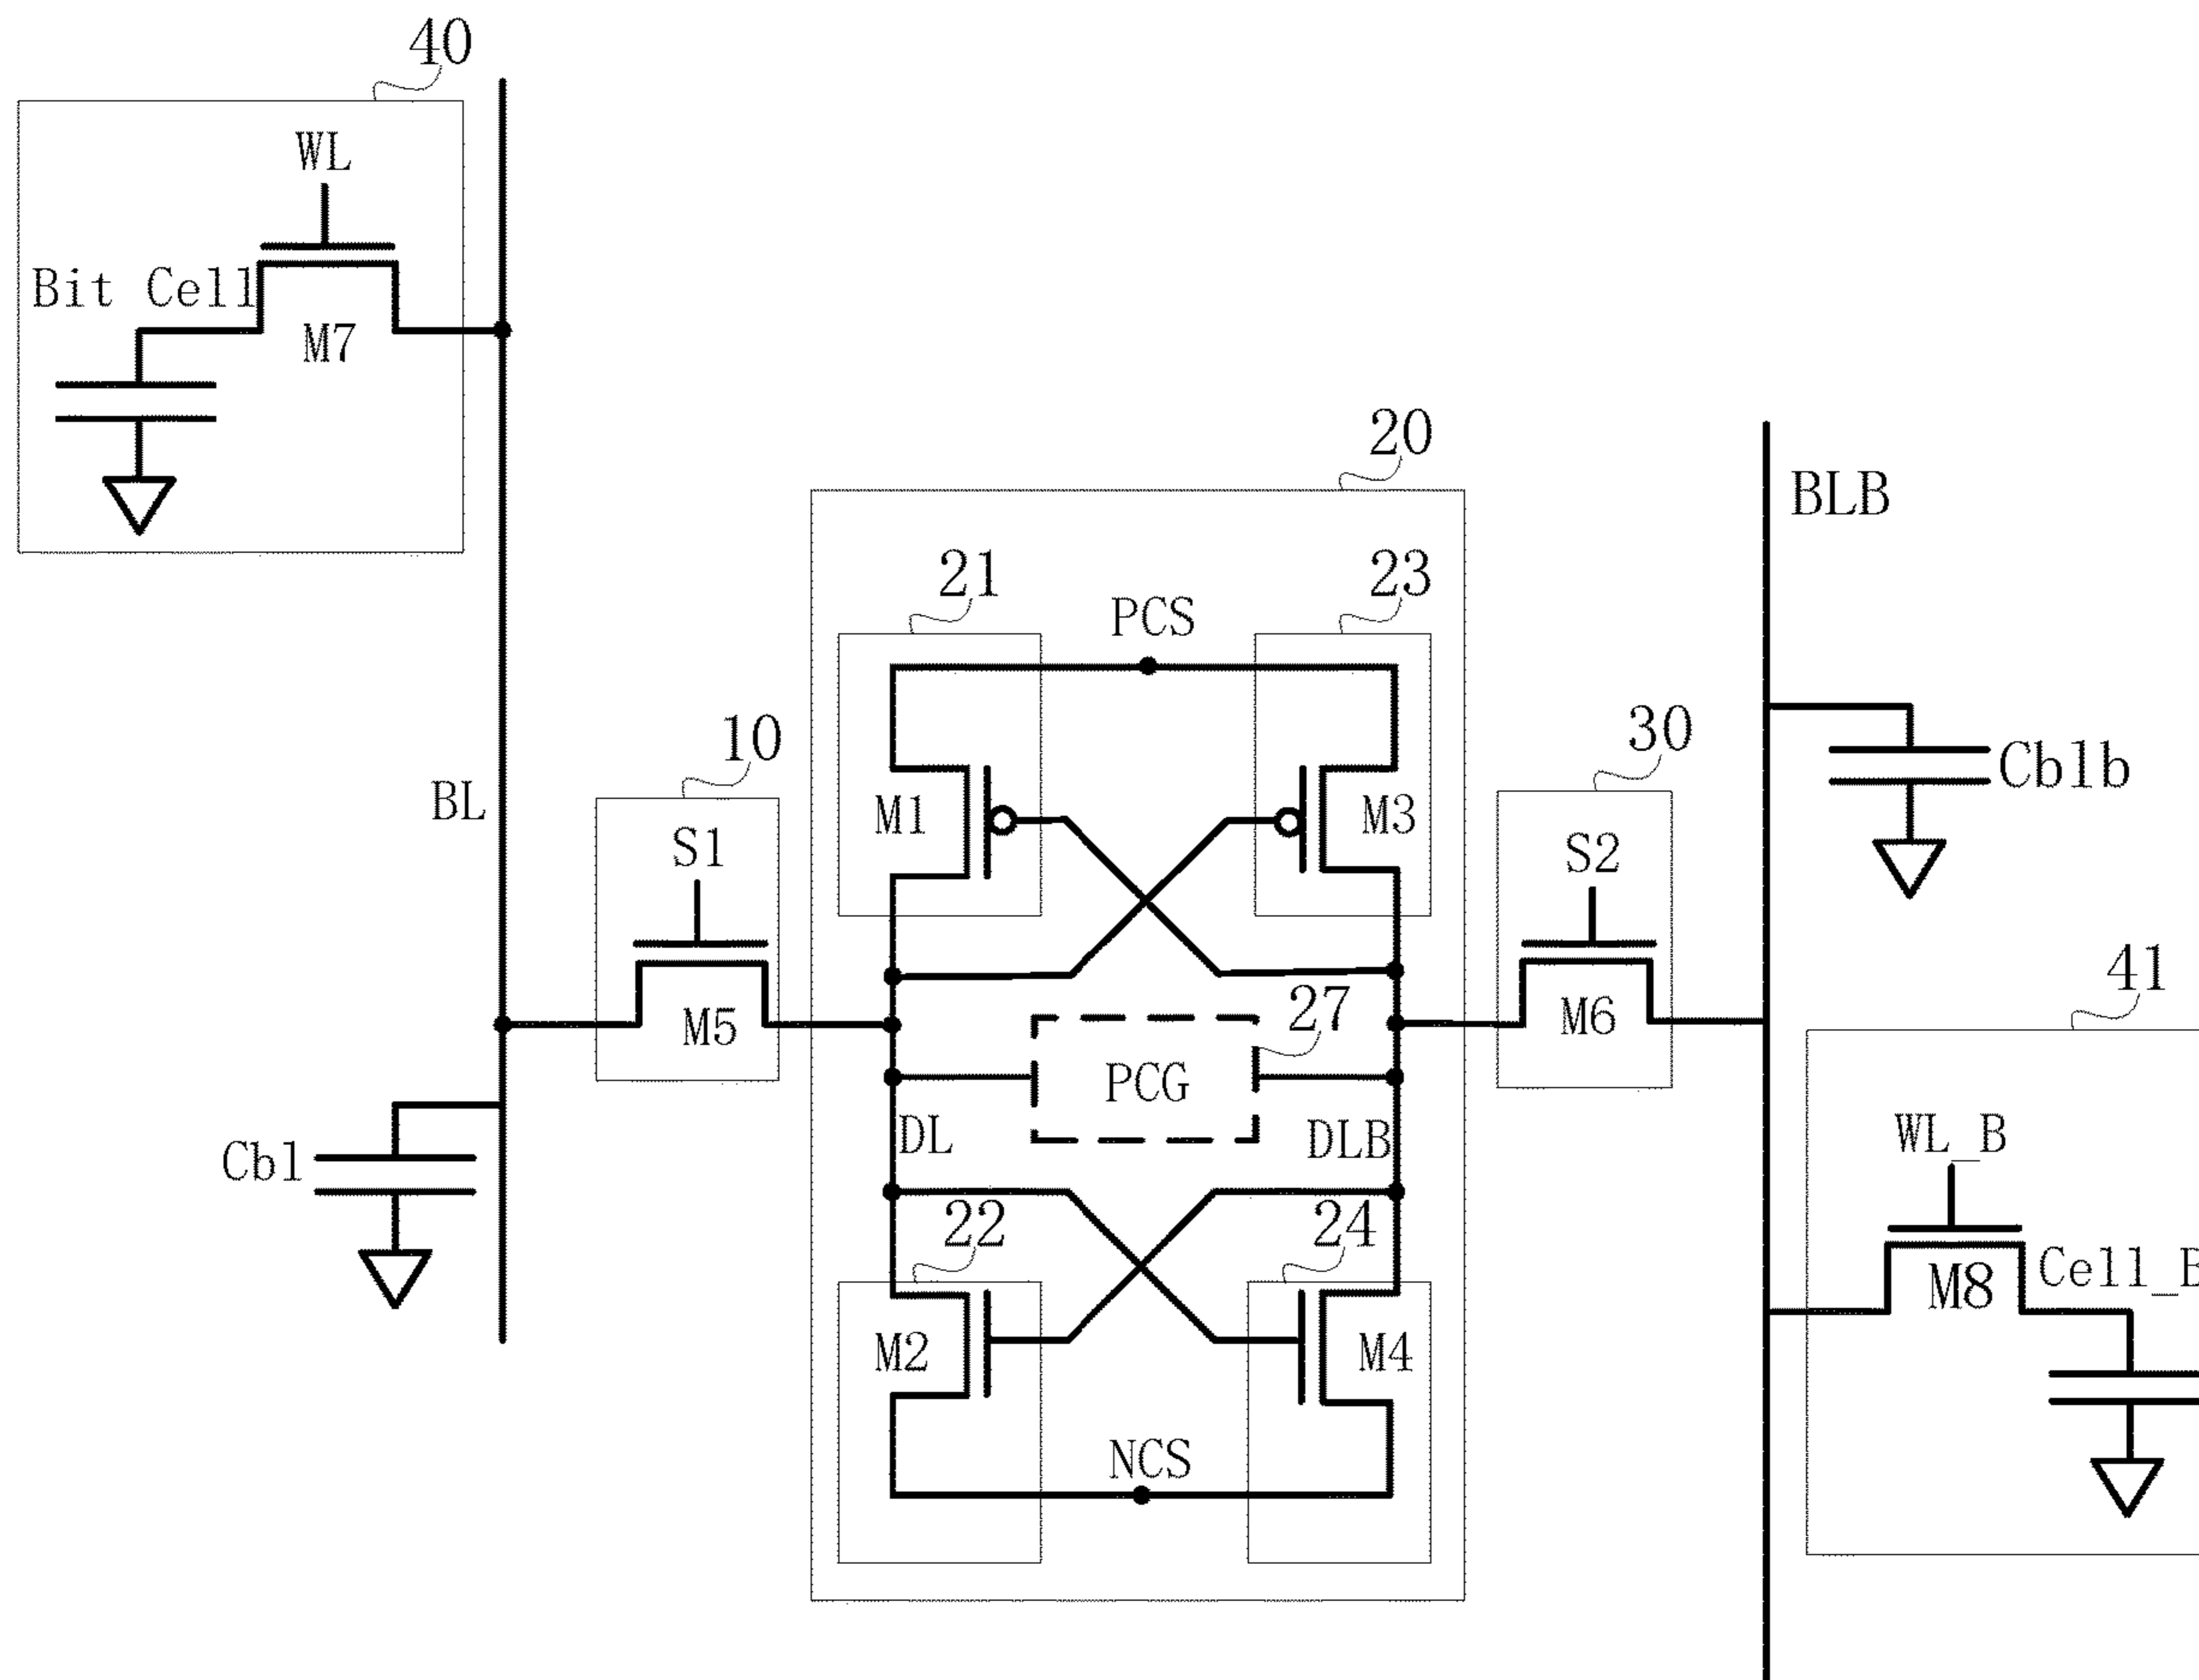 40
WL
Bit Cell
M7
20
BLB
21
23
PCS
10
30
Cblb
BL
M1
M3
S1
S2
41
27
M5
M6
PCG
WL_B
DL
DLB
Cbl
22
24
Cell_B
M8
M2
M4
NCS